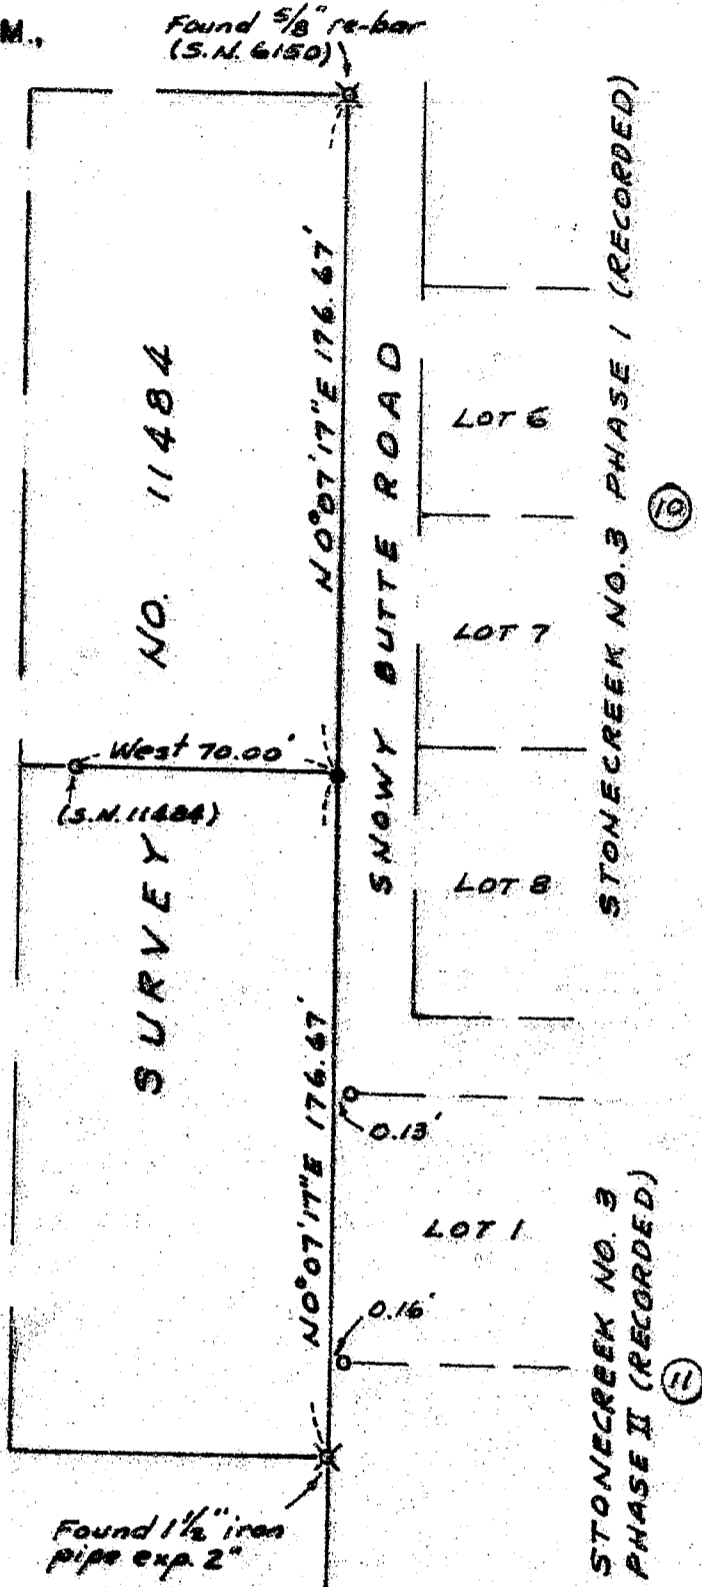 M.,
Found 5/8" re-bar
(S.N. 6150)
N0°07'17"E 176.67'
SURVEY NO. 11484
SNOWY BUTTE ROAD
LOT 6
LOT 7
LOT 8
STONECREEK NO.3 PHASE 1 (RECORDED)
10
West 70.00'
(S.N. 11484)
N0°07'17"E 176.67'
0.13'
LOT 1
0.16'
STONECREEK NO. 3
PHASE II (RECORDED)
11
Found 1 1/2" iron
pipe exp. 2"